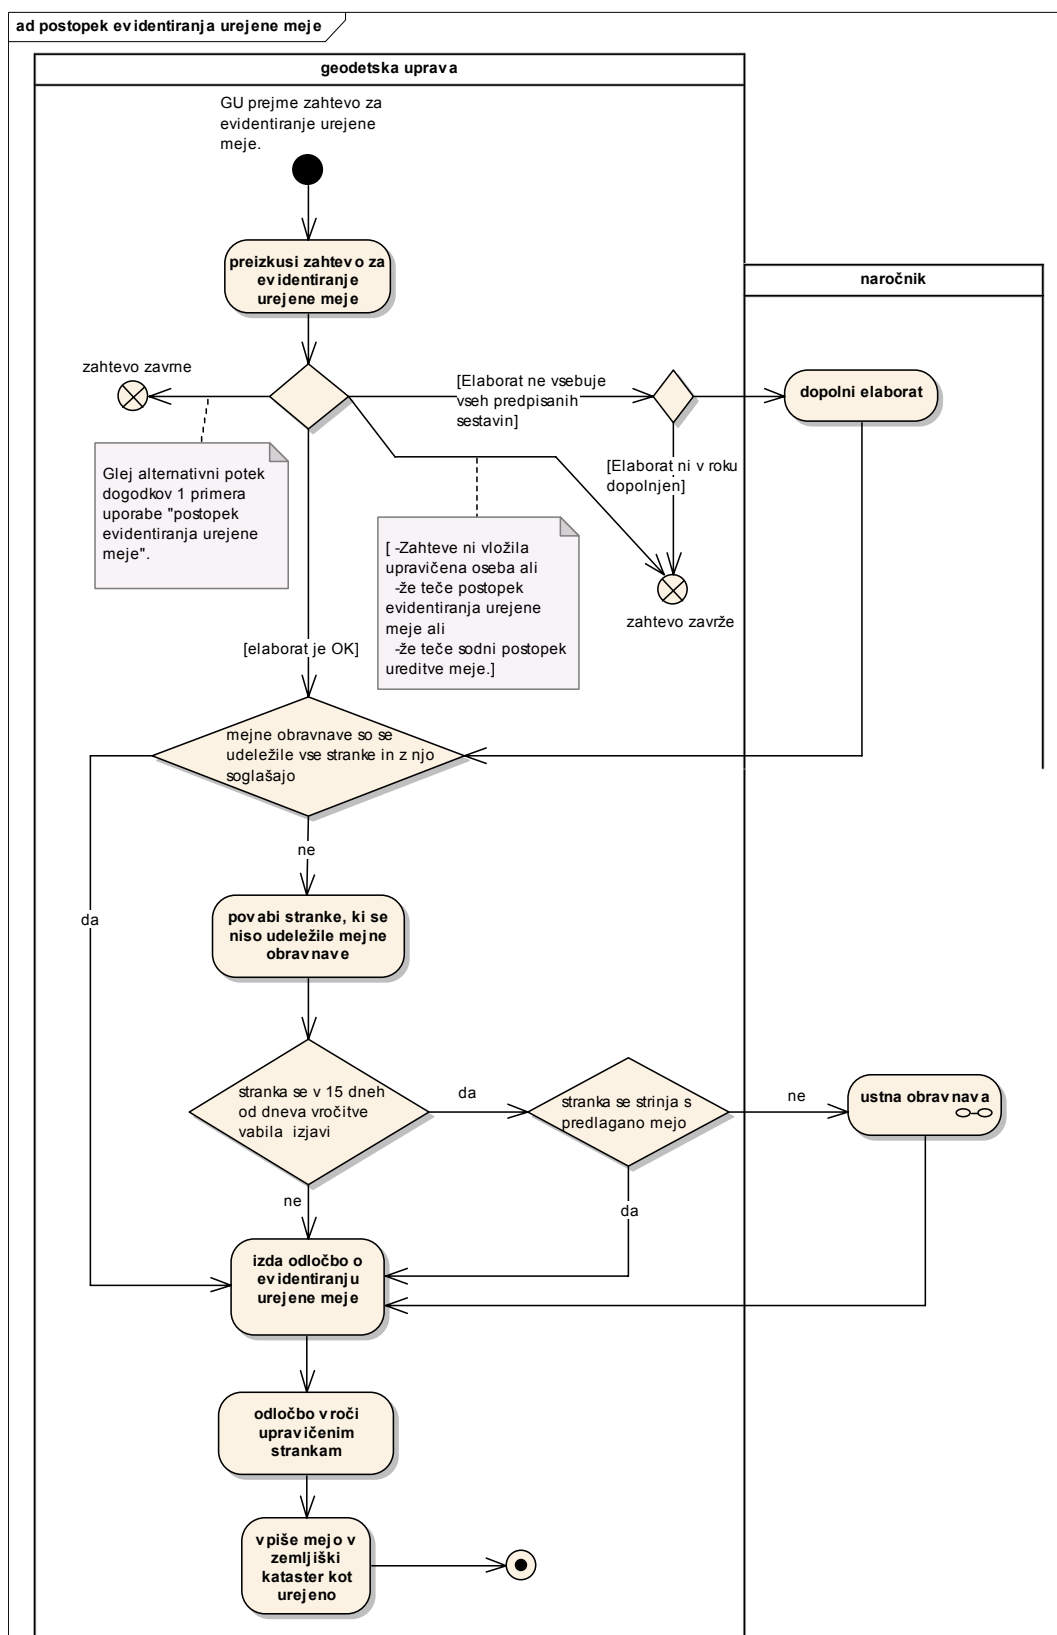 ad postopek evidentiranja urejene meje
geodetska uprava
GU prejme zahtevo za
evidentiranje urejene
meje.
preizkusi zahtevo za
evidentiranje
urejene meje
naročnik
zahtevo zavrne
[Elaborat ne vsebuje
vseh predpisanih
sestavin]
dopolni elaborat
Glej alternativni potek
dogodkov 1 primera
uporabe "postopek
evidentiranja urejene
meje".
[Elaborat ni v roku
dopolnjen]
[ -Zahteve ni vložila
upravičena oseba ali
-že teče postopek
evidentiranja urejene
meje ali
-že teče sodni postopek
ureditve meje.]
zahtevo zavrže
[elaborat je OK]
mejne obravnave so se
udeležile vse stranke in z njo
soglašajo
ne
da
povabi stranke, ki se
niso udeležile mejne
obravnave
stranka se v 15 dneh
od dneva vročitve
vabila izjavi
da
stranka se strinja s
predlagano mejo
ne
ustna obravnava
ne
da
izda odločbo o
evidentiranju
urejene meje
odločbo vroči
upravičenim
strankam
vpiše mejo v
zemljiški
kataster kot
urejeno